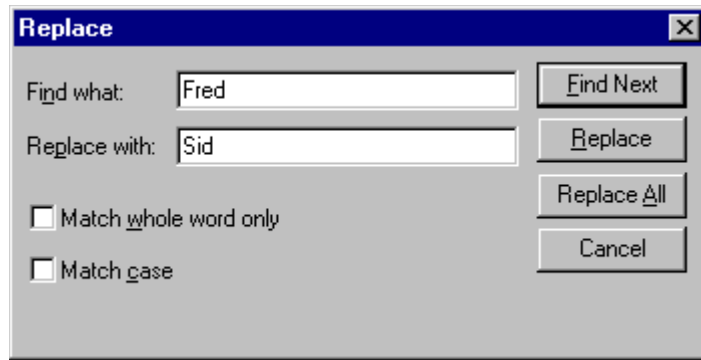 Replace
Find what: Fred Find Next
Replace with: Sid Replace
Replace All
Match whole word only
Cancel
Match case